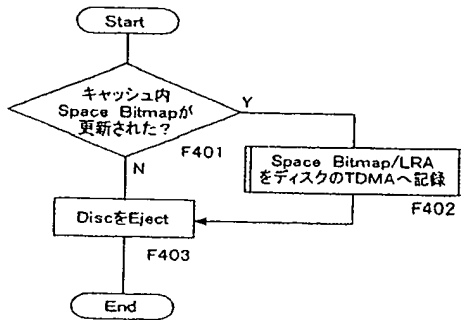 Start
キャッシュ内
Space Bitmapが
更新された?
Y
F401
N
Space Bitmap/LRA
をディスクのTDMAへ記録
F402
DiscをEject
F403
End